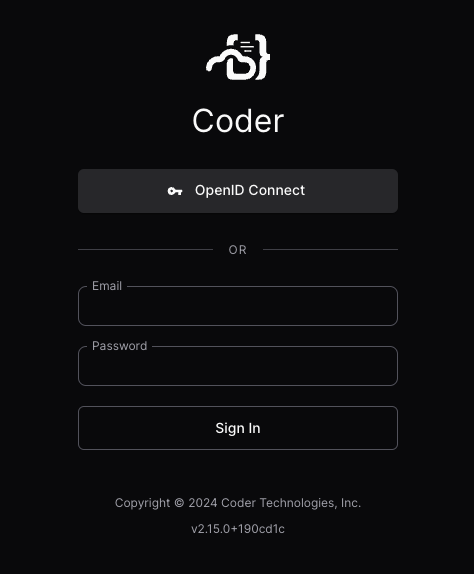 Coder
OpenID Connect
OR
Email
Password
Sign In
Copyright © 2024 Coder Technologies, Inc.
v2.15.0+190cd1c